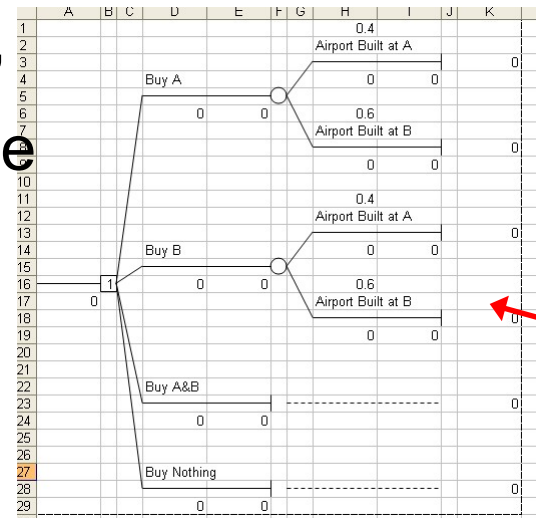 A B C D E F G H I J K
1 0.4
2 Airport Built at A
3 0
4 Buy A 0 0
5
6 0 0 0.6
7 Airport Built at B
e 0
0 0
10
11 0.4
12 Airport Built at A
13 0
14 Buy B 0 0
15
16 1 0 0 0.6
17 0 Airport Built at B
18 0
19 0 0
20
21
22 Buy A&B
23 0
24 0 0
25
26
27 Buy Nothing
28 0
29 0 0